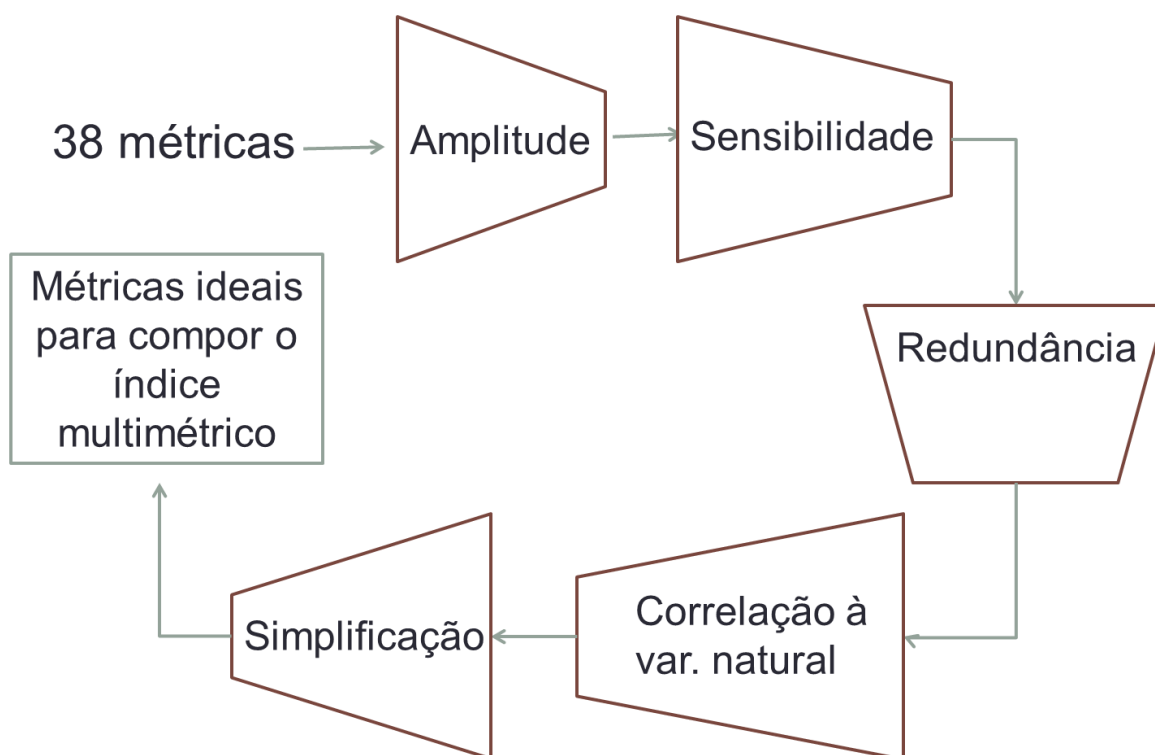 38 métricas
Amplitude
Sensibilidade
Redundância
Correlação à
var. natural
Simplificação
Métricas ideais
para compor o
índice
multimétrico